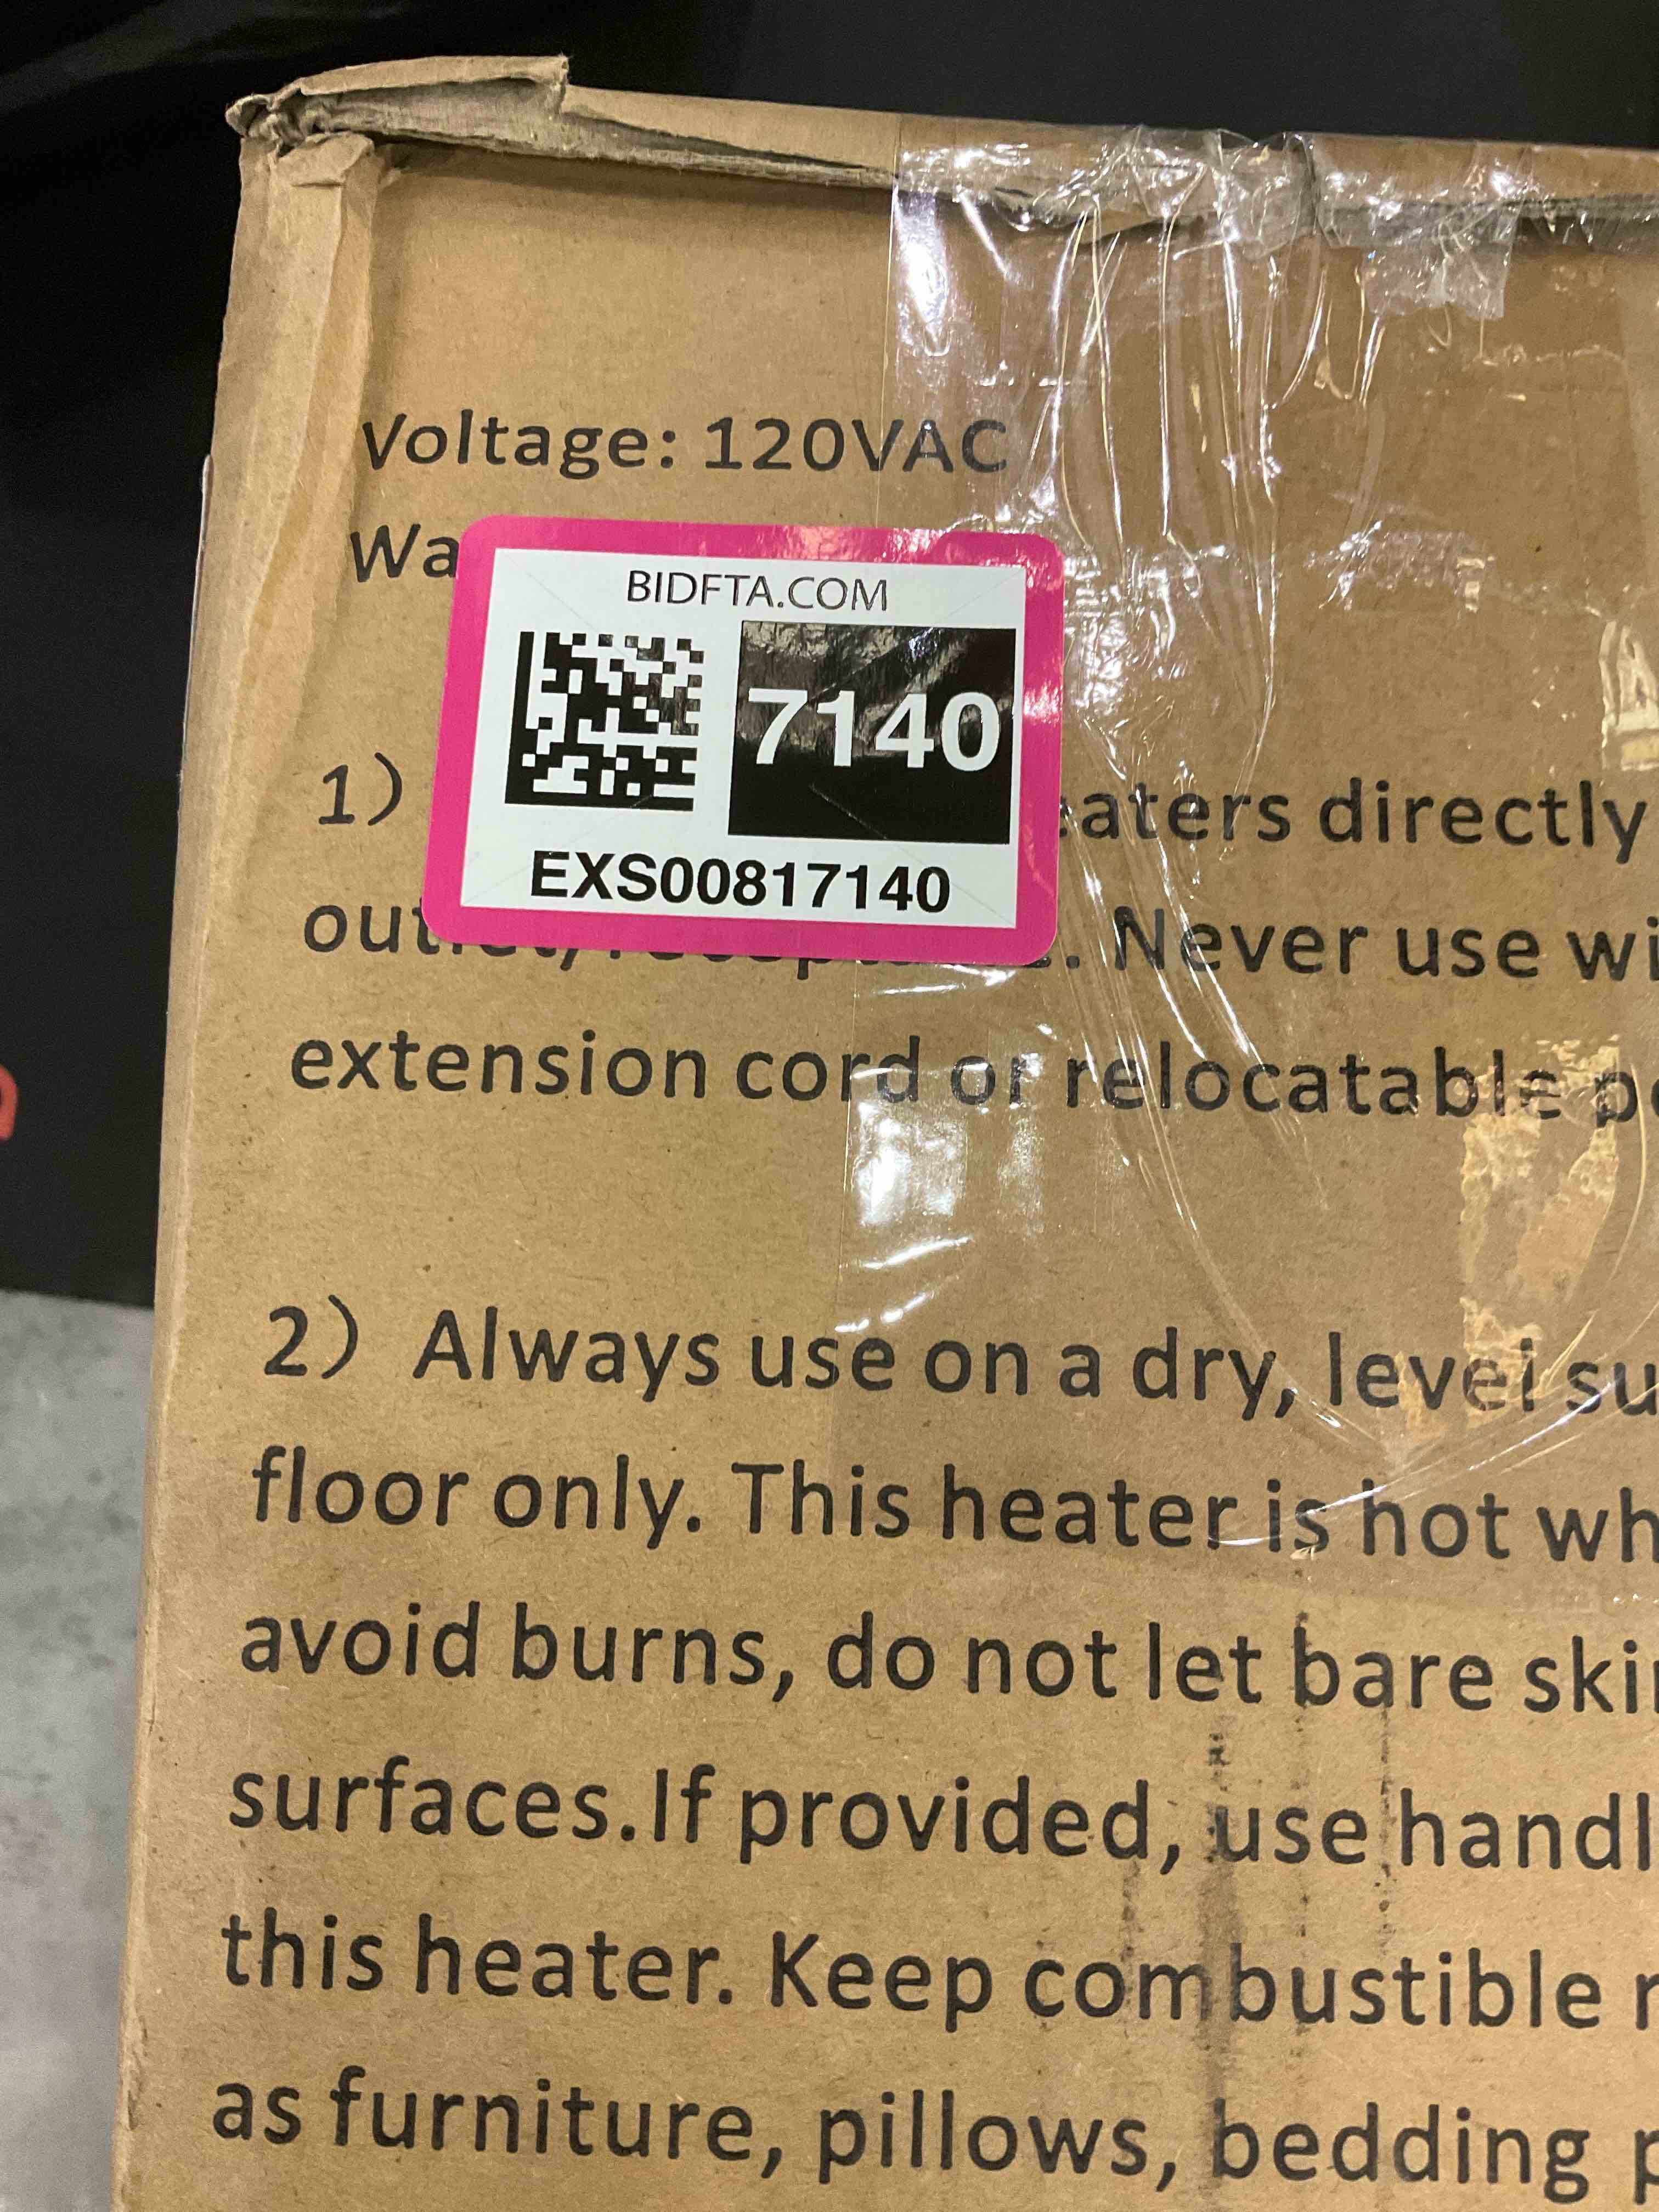 Voltage: 120VAC
Wa
BIDFTA.COM
7140
EXS00817140
1) eaters directly
. Never use wi
extension cord or relocatable
2) Always use on a dry, level su
floor only. This heater is hot wh
avoid burns, do not let bare ski
surfaces.If provided, use handl
this heater. Keep combustible
as furniture, pillows, bedding